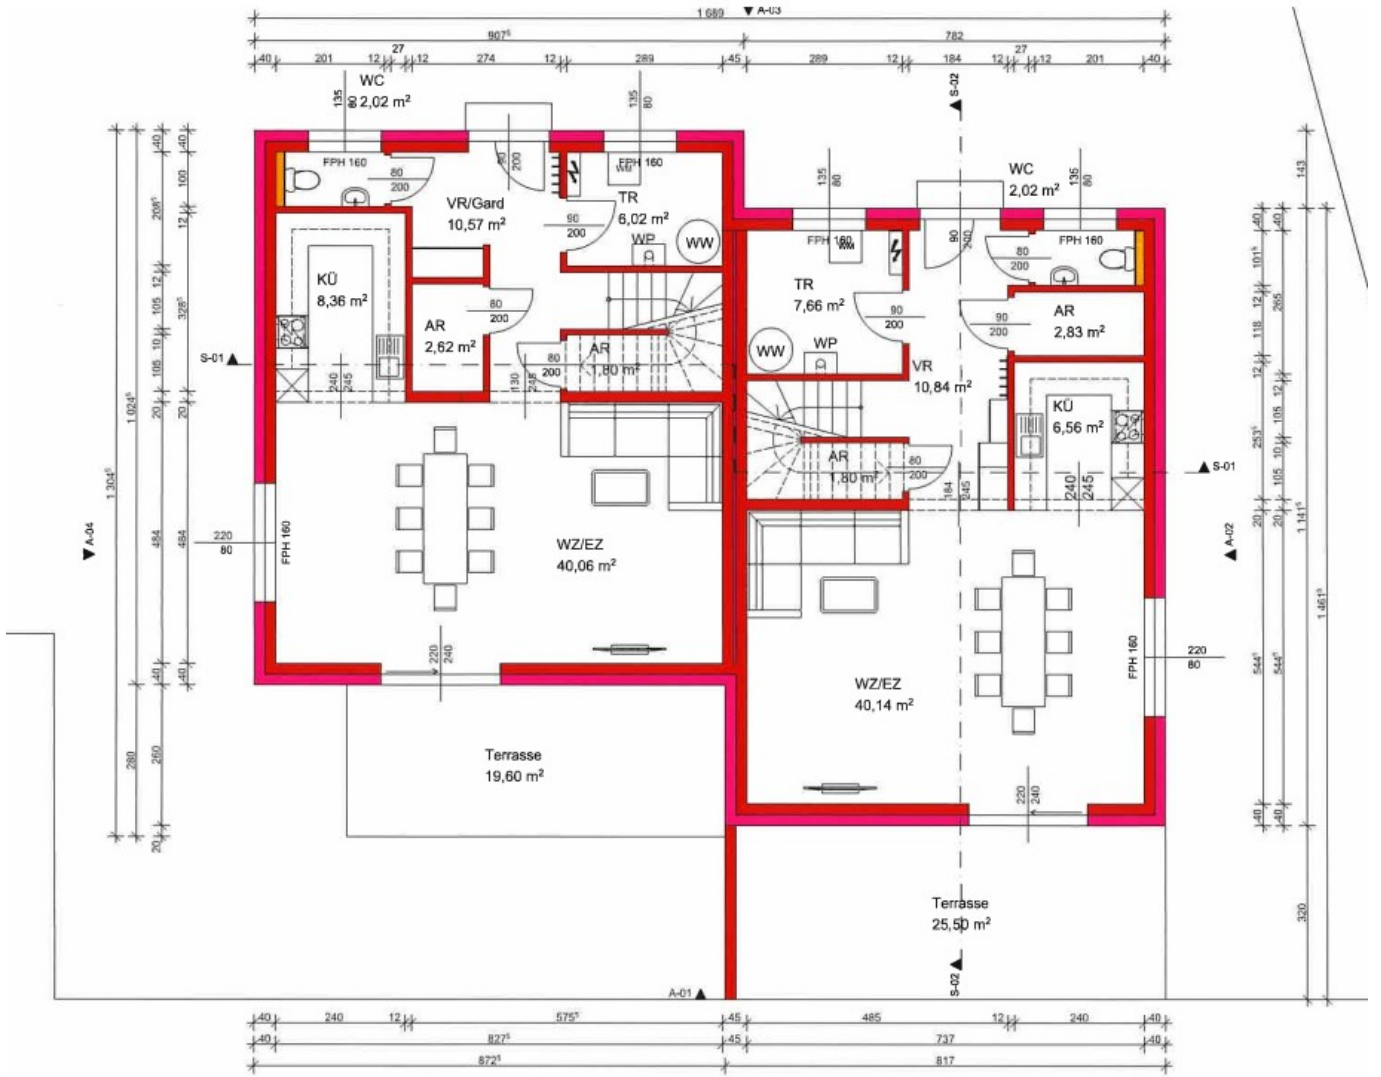 1 689
A-03
907⁵
782
40
201
12
27
12
274
12
289
45
289
12
184
12
27
12
201
40
WC
2,02 m²
135
80
135
80
S-02
FPH 160
80
200
90
200
FPH 160
WM
VR/Gard
10,57 m²
TR
6,02 m²
90
200
WP
WW
KÜ
8,36 m²
AR
2,62 m²
80
200
AR
1,80 m²
80
200
240
245
130
245
S-01
WC
2,02 m²
135
80
135
80
FPH 160
WM
90
200
80
200
FPH 160
TR
7,66 m²
90
200
90
200
AR
2,83 m²
WW
WP
VR
10,84 m²
KÜ
6,56 m²
AR
1,80 m²
80
200
184
245
240
245
S-01
WZ/EZ
40,06 m²
220
80
FPH 160
220
240
A-04
WZ/EZ
40,14 m²
FPH 160
220
80
A-02
220
240
Terrasse
19,60 m²
Terrasse
25,50 m²
S-02
A-01
1 304⁵
1 024⁵
280
40
208⁵
12
105
10
105
20
484
40
260
20
40
100
12
328⁵
20
484
40
40
101⁵
12
118
12
253⁵
20
544⁵
40
40
265
12
105
10
105
20
544⁵
40
143
1 141⁵
320
1 461⁵
40
240
12
575⁵
45
485
12
240
40
40
827⁵
45
737
40
872⁵
817